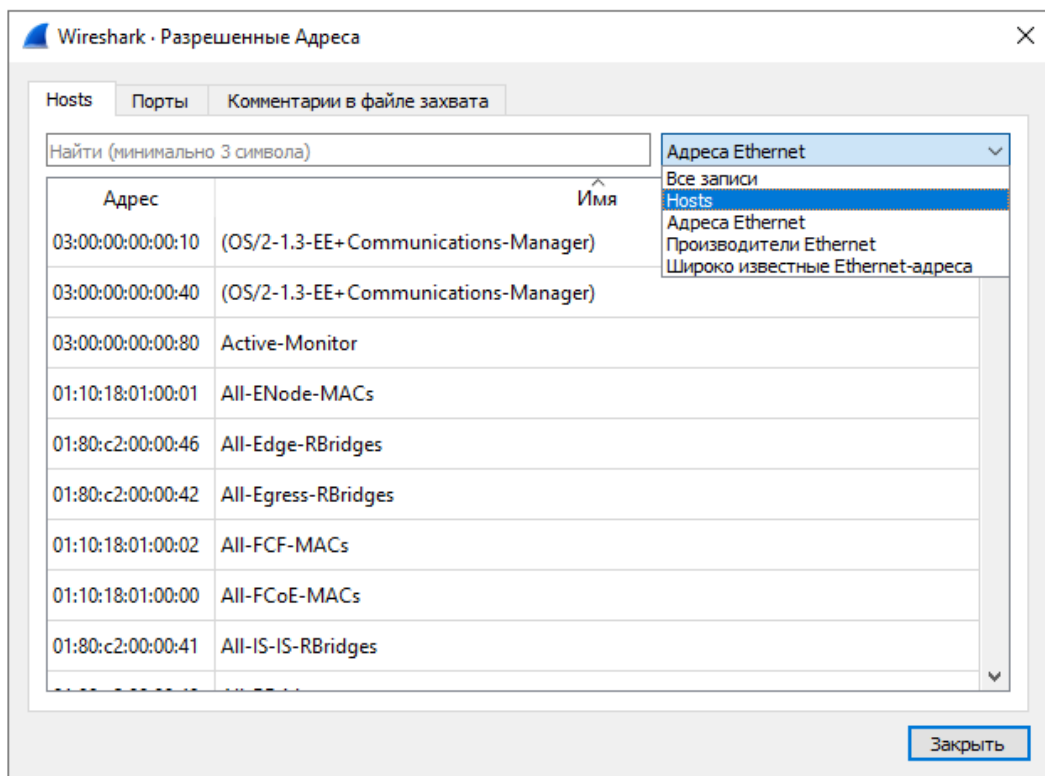 Wireshark · Разрешенные Адреса
Hosts Порты Комментарии в файле захвата
Найти (минимально 3 символа) Адреса Ethernet
Все записи
Hosts
Адреса Ethernet
Производители Ethernet
Широко известные Ethernet-адреса
Адрес Имя
03:00:00:00:00:10 (OS/2-1.3-EE+Communications-Manager)
03:00:00:00:00:40 (OS/2-1.3-EE+Communications-Manager)
03:00:00:00:00:80 Active-Monitor
01:10:18:01:00:01 All-ENode-MACs
01:80:c2:00:00:46 All-Edge-RBridges
01:80:c2:00:00:42 All-Egress-RBridges
01:10:18:01:00:02 All-FCF-MACs
01:10:18:01:00:00 All-FCoE-MACs
01:80:c2:00:00:41 All-IS-IS-RBridges
Закрыть